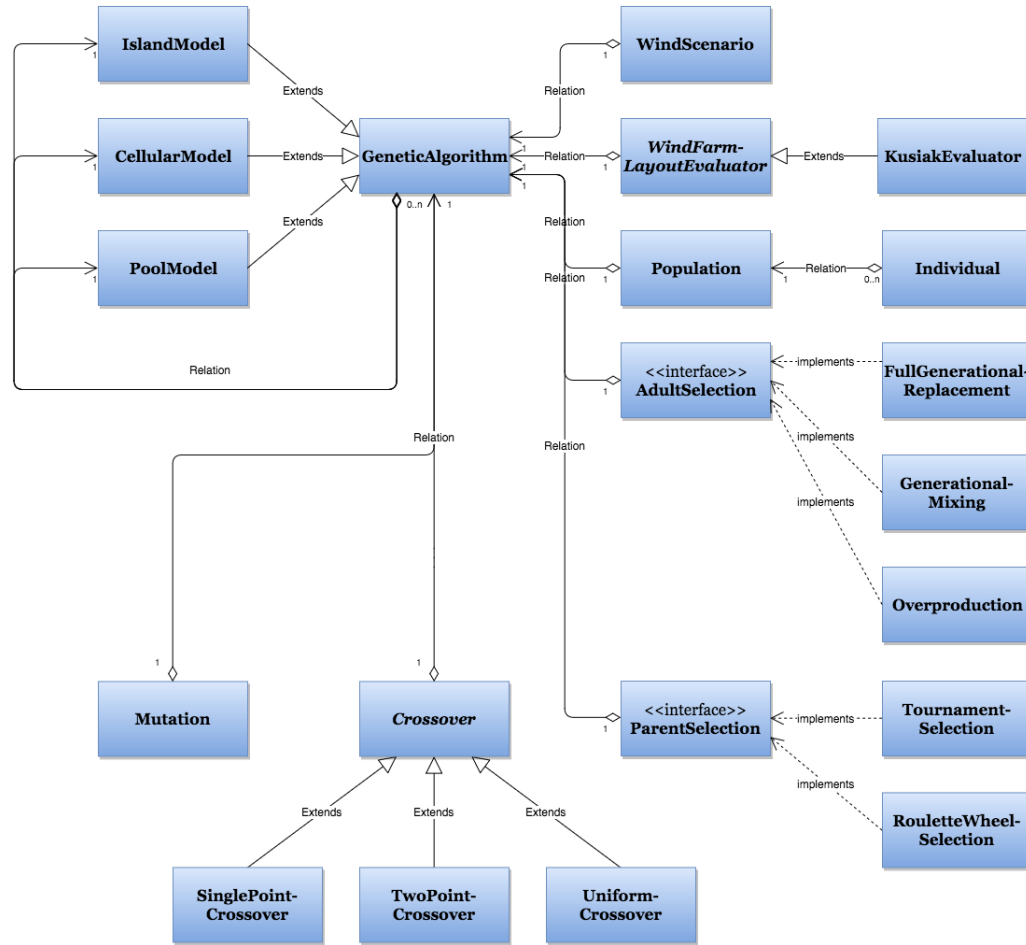 IslandModel
1
Extends
CellularModel
1
Extends
PoolModel
1
Extends
GeneticAlgorithm
0..n
1
Relation
WindScenario
1
Relation
1
WindFarm-
LayoutEvaluator
1
Relation
1
Extends
KusiakEvaluator
Population
1
Relation
1
Relation
1
0..n
Individual
<<interface>>
AdultSelection
1
Relation
implements
FullGenerational-
Replacement
implements
Generational-
Mixing
implements
Overproduction
Relation
<<interface>>
ParentSelection
1
implements
Tournament-
Selection
implements
RouletteWheel-
Selection
Relation
1
Mutation
1
Crossover
Extends
Extends
Extends
SinglePoint-
Crossover
TwoPoint-
Crossover
Uniform-
Crossover